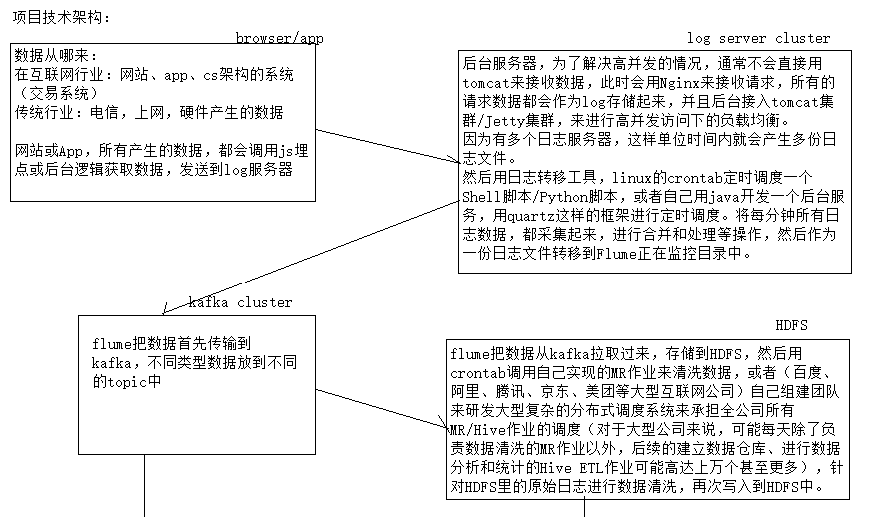 项目技术架构：
browser/app
数据从哪来：
在互联网行业：网站、app、cs架构的系统
（交易系统）
传统行业：电信，上网，硬件产生的数据
网站或App，所有产生的数据，都会调用js埋
点或后台逻辑获取数据，发送到log服务器
log server cluster
后台服务器，为了解决高并发的情况，通常不会直接用
tomcat来接收数据，此时会用Nginx来接收请求，所有的
请求数据都会作为log存储起来，并且后台接入tomcat集
群/Jetty集群，来进行高并发访问下的负载均衡。
因为有多个日志服务器，这样单位时间内就会产生多份日
志文件。
然后用日志转移工具，linux的crontab定时调度一个
Shell脚本/Python脚本，或者自己用java开发一个后台服
务，用quartz这样的框架进行定时调度。将每分钟所有日
志数据，都采集起来，进行合并和处理等操作，然后作为
一份日志文件转移到Flume正在监控目录中。
kafka cluster
flume把数据首先传输到
kafka，不同类型数据放到不同
的topic中
HDFS
flume把数据从kafka拉取过来，存储到HDFS，然后用
crontab调用自己实现的MR作业来清洗数据，或者（百度、
阿里、腾讯、京东、美团等大型互联网公司）自己组建团队
来研发大型复杂的分布式调度系统来承担全公司所有
MR/Hive作业的调度（对于大型公司来说，可能每天除了负
责数据清洗的MR作业以外，后续的建立数据仓库、进行数据
分析和统计的Hive ETL作业可能高达上万个甚至更多），针
对HDFS里的原始日志进行数据清洗，再次写入到HDFS中。